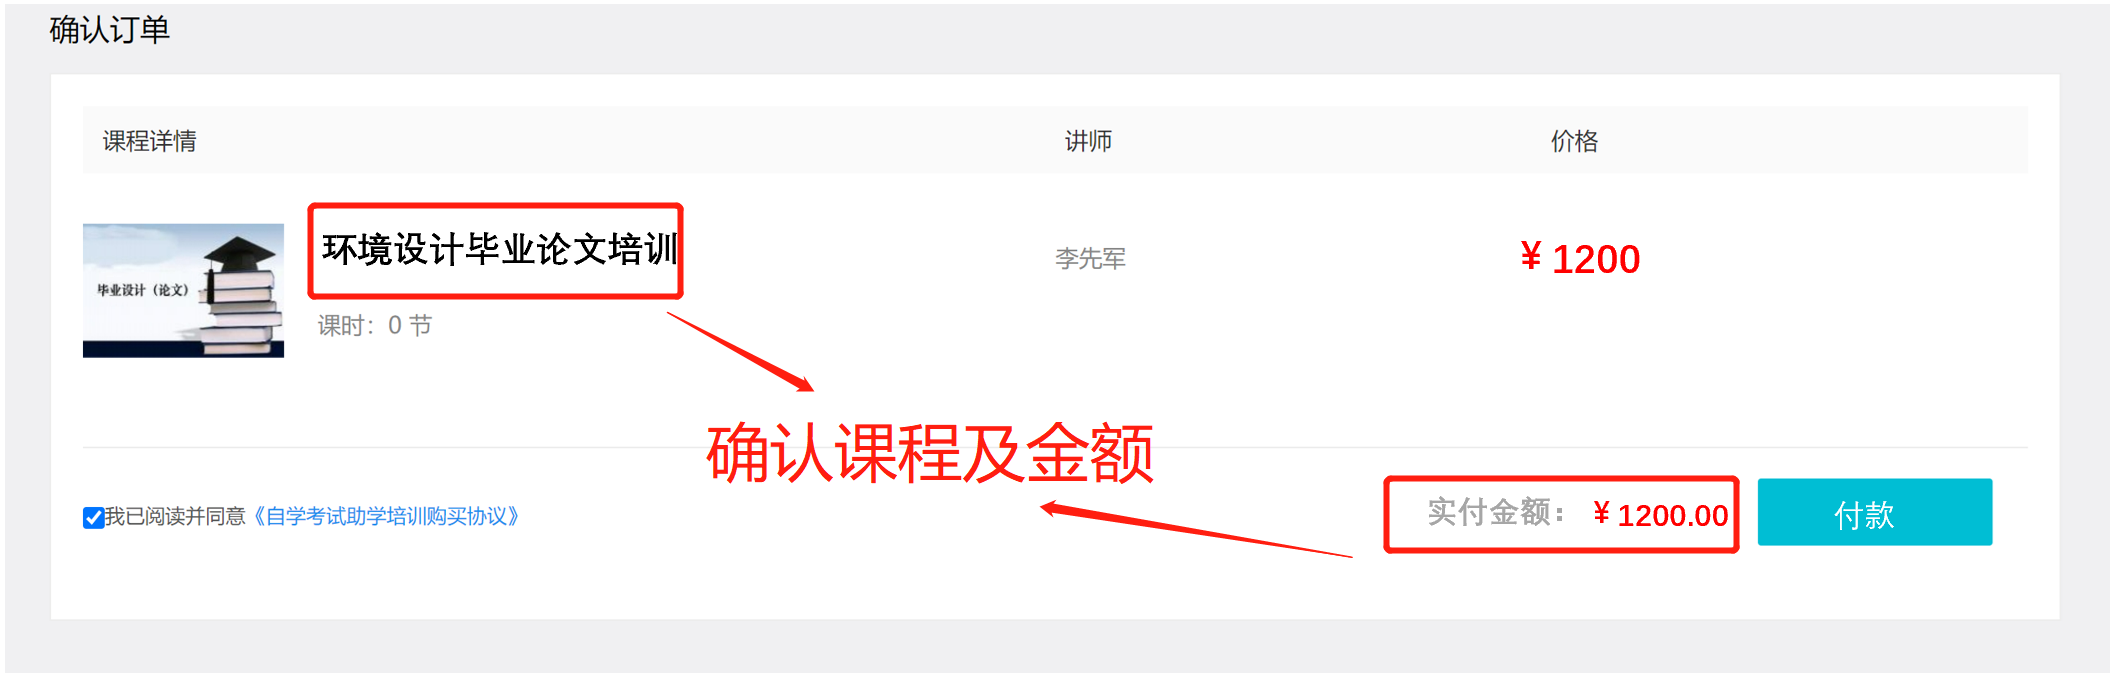 确认订单
课程详情 讲师 价格
毕业设计（论文）
环境设计毕业论文培训
李先军
￥1200
课时：0 节
确认课程及金额
我已阅读并同意《自学考试助学培训购买协议》
实付金额：￥1200.00
付款